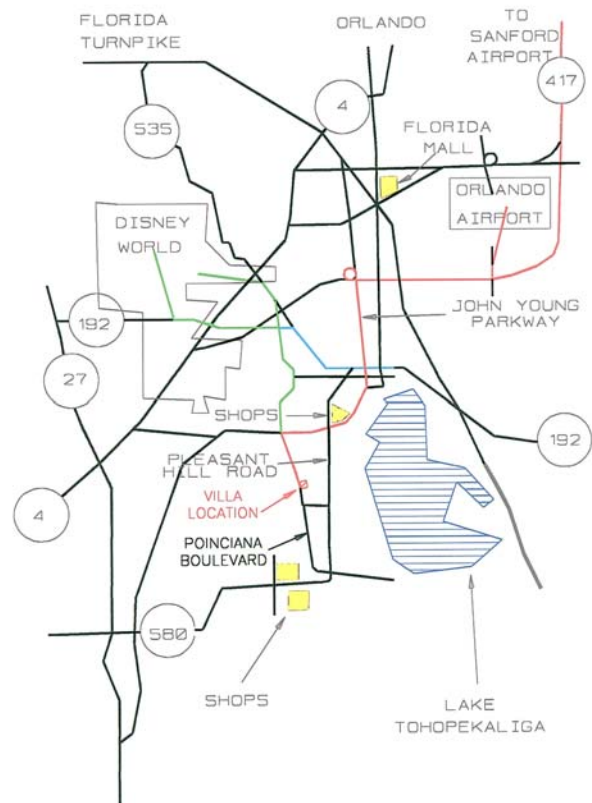 FLORIDA
TURNPIKE
ORLANDO
TO
SANFORD
AIRPORT
417
4
535
FLORIDA
MALL
ORLANDO
AIRPORT
DISNEY
WORLD
192
JOHN YOUNG
PARKWAY
27
SHOPS
192
PLEASANT
HILL ROAD
VILLA
LOCATION
4
POINCIANA
BOULEVARD
580
SHOPS
LAKE
TOHOPEKALIGA